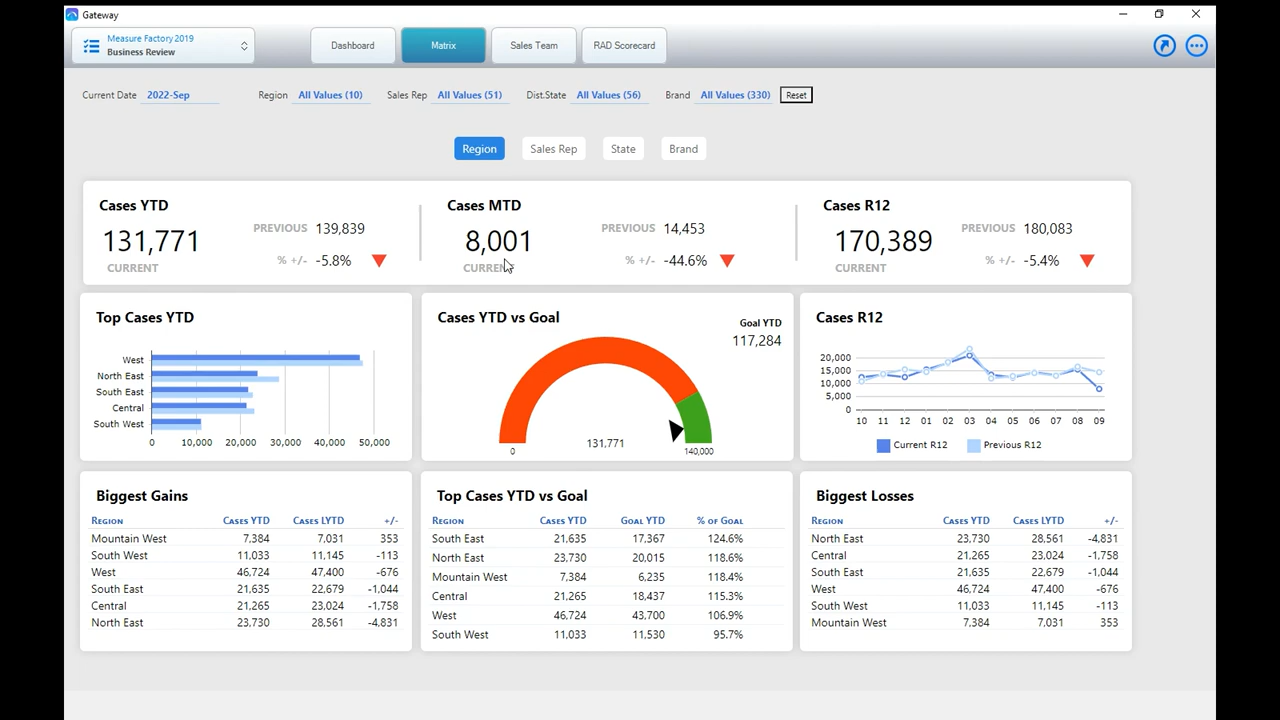 Gateway
Measure Factory 2019
Business Review
Dashboard Matrix Sales Team RAD Scorecard
Current Date 2022-Sep Region All Values (10) Sales Rep All Values (51) Dist.State All Values (56) Brand All Values (330) Reset
Region Sales Rep State Brand
Cases YTD
131,771
CURRENT
PREVIOUS 139,839
% +/- -5.8%
Cases MTD
8,001
CURRENT
PREVIOUS 14,453
% +/- -44.6%
Cases R12
170,389
CURRENT
PREVIOUS 180,083
% +/- -5.4%
Top Cases YTD
West
North East
South East
Central
South West
0 10,000 20,000 30,000 40,000 50,000
Cases YTD vs Goal
Goal YTD
117,284
131,771
0 140,000
Cases R12
20,000
15,000
10,000
5,000
0
10 11 12 01 02 03 04 05 06 07 08 09
Current R12 Previous R12
Biggest Gains
REGION CASES YTD CASES LYTD +/-
Mountain West 7,384 7,031 353
South West 11,033 11,145 -113
West 46,724 47,400 -676
South East 21,635 22,679 -1,044
Central 21,265 23,024 -1,758
North East 23,730 28,561 -4,831
Top Cases YTD vs Goal
REGION CASES YTD GOAL YTD % OF GOAL
South East 21,635 17,367 124.6%
North East 23,730 20,015 118.6%
Mountain West 7,384 6,235 118.4%
Central 21,265 18,437 115.3%
West 46,724 43,700 106.9%
South West 11,033 11,530 95.7%
Biggest Losses
REGION CASES YTD CASES LYTD +/-
North East 23,730 28,561 -4,831
Central 21,265 23,024 -1,758
South East 21,635 22,679 -1,044
West 46,724 47,400 -676
South West 11,033 11,145 -113
Mountain West 7,384 7,031 353